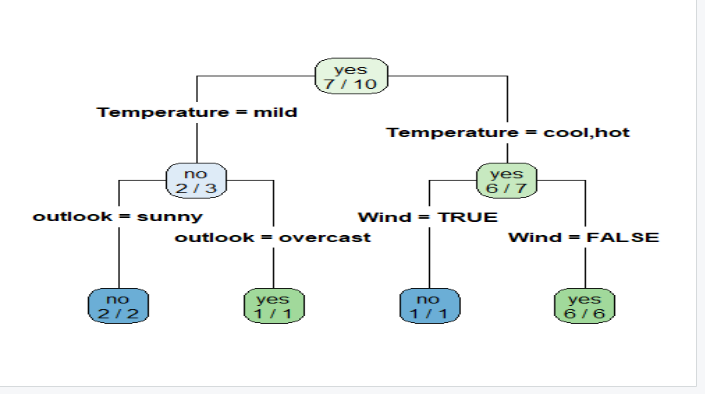 yes
7 / 10
Temperature = mild
Temperature = cool,hot
no
2 / 3
yes
6 / 7
outlook = sunny
Wind = TRUE
outlook = overcast
Wind = FALSE
no
2 / 2
yes
1 / 1
no
1 / 1
yes
6 / 6